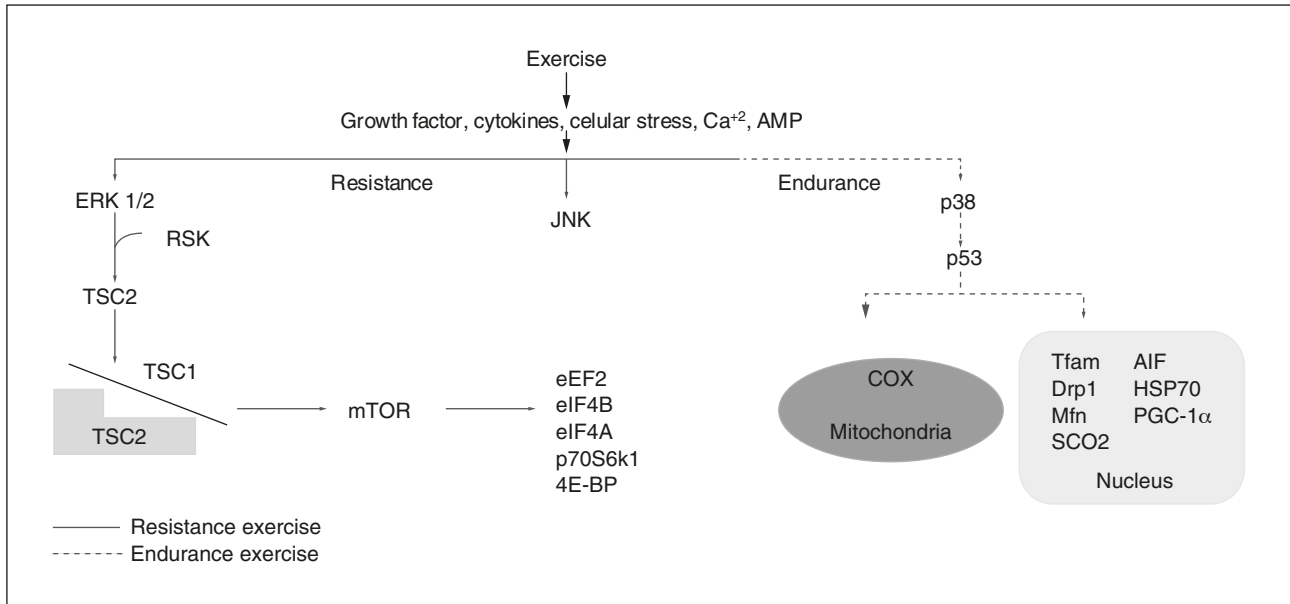 Exercise
Growth factor, cytokines, celular stress, Ca⁺², AMP
Resistance
Endurance
ERK 1/2
RSK
TSC2
TSC1
TSC2
mTOR
eEF2
eIF4B
eIF4A
p70S6k1
4E-BP
JNK
p38
p53
COX
Mitochondria
Tfam AIF
Drp1 HSP70
Mfn PGC-1α
SCO2
Nucleus
Resistance exercise
Endurance exercise